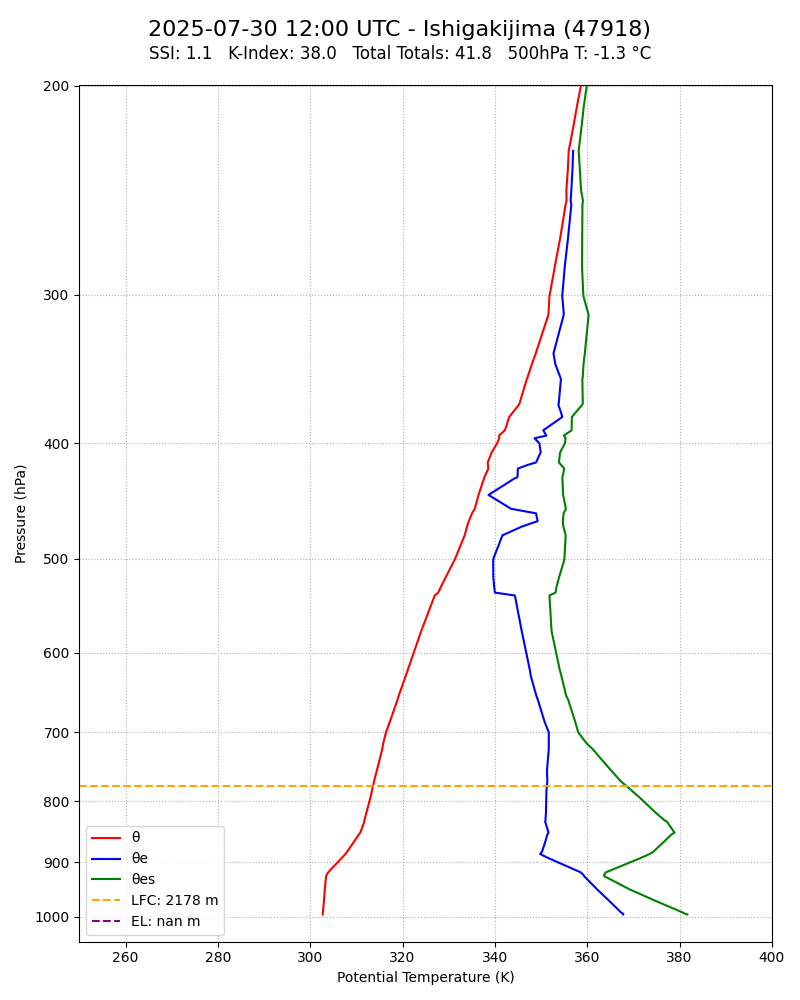 2025-07-30 12:00 UTC - Ishigakijima (47918)
SSI: 1.1   K-Index: 38.0   Total Totals: 41.8   500hPa T: -1.3 °C
200
300
400
500
600
700
800
900
1000
Pressure (hPa)
θ
θe
θes
LFC: 2178 m
EL: nan m
260
280
300
320
340
360
380
400
Potential Temperature (K)